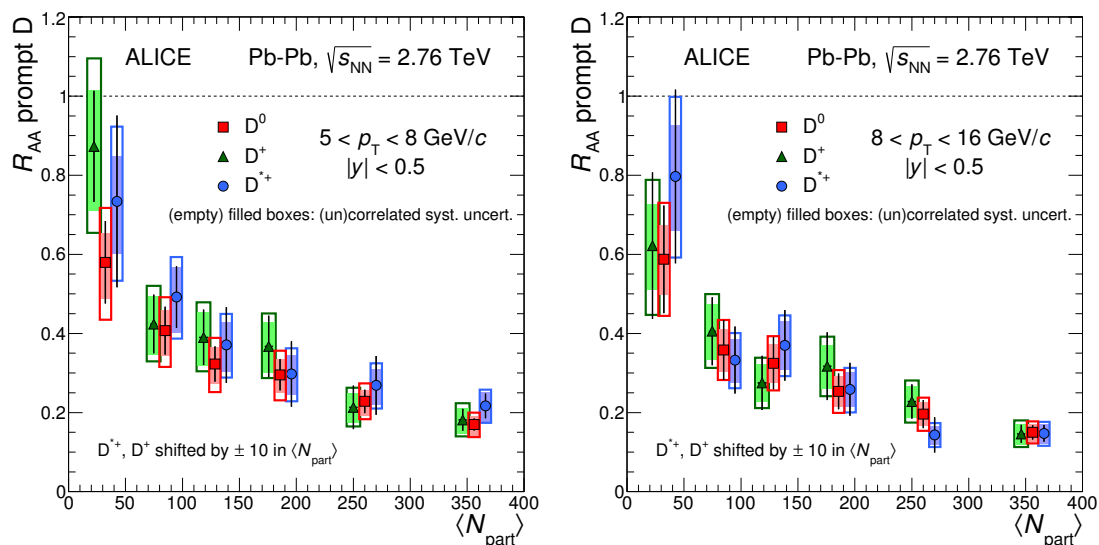 ALICE Pb-Pb, √sNN = 2.76 TeV
D0
D+
D*+
5 < pT < 8 GeV/c
|y| < 0.5
(empty) filled boxes: (un)correlated syst. uncert.
D*+, D+ shifted by ± 10 in ⟨Npart⟩
RAA prompt D
1.2
1
0.8
0.6
0.4
0.2
0
0 50 100 150 200 250 300 350 400
⟨Npart⟩
ALICE Pb-Pb, √sNN = 2.76 TeV
D0
D+
D*+
8 < pT < 16 GeV/c
|y| < 0.5
(empty) filled boxes: (un)correlated syst. uncert.
D*+, D+ shifted by ± 10 in ⟨Npart⟩
RAA prompt D
1.2
1
0.8
0.6
0.4
0.2
0
0 50 100 150 200 250 300 350 400
⟨Npart⟩